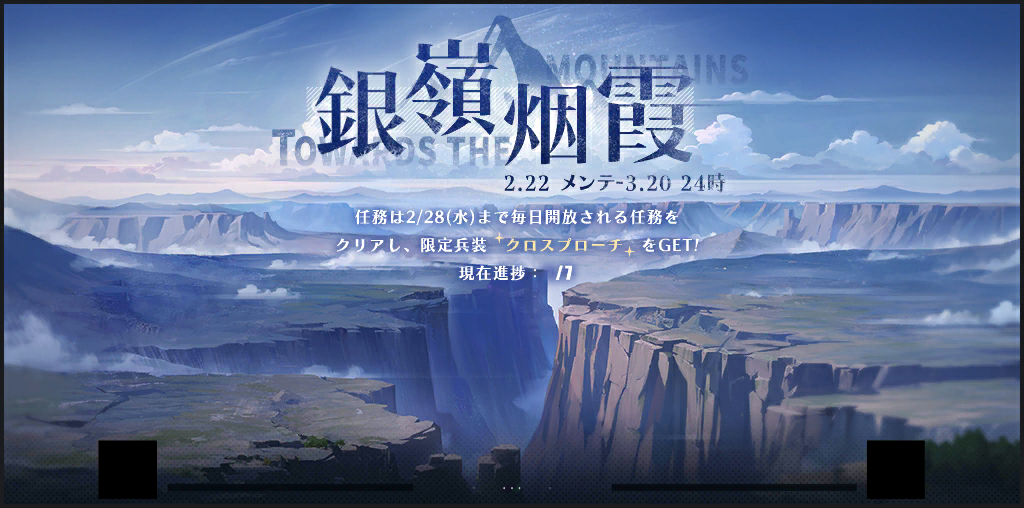 MOUNTAINS
銀嶺烟霞
TOWARDS THE
2.22 メンテ-3.20 24時
任務は2/28(水)まで毎日開放される任務を
クリアし、限定兵装 クロスブローチ をGET!
現在進捗： /7